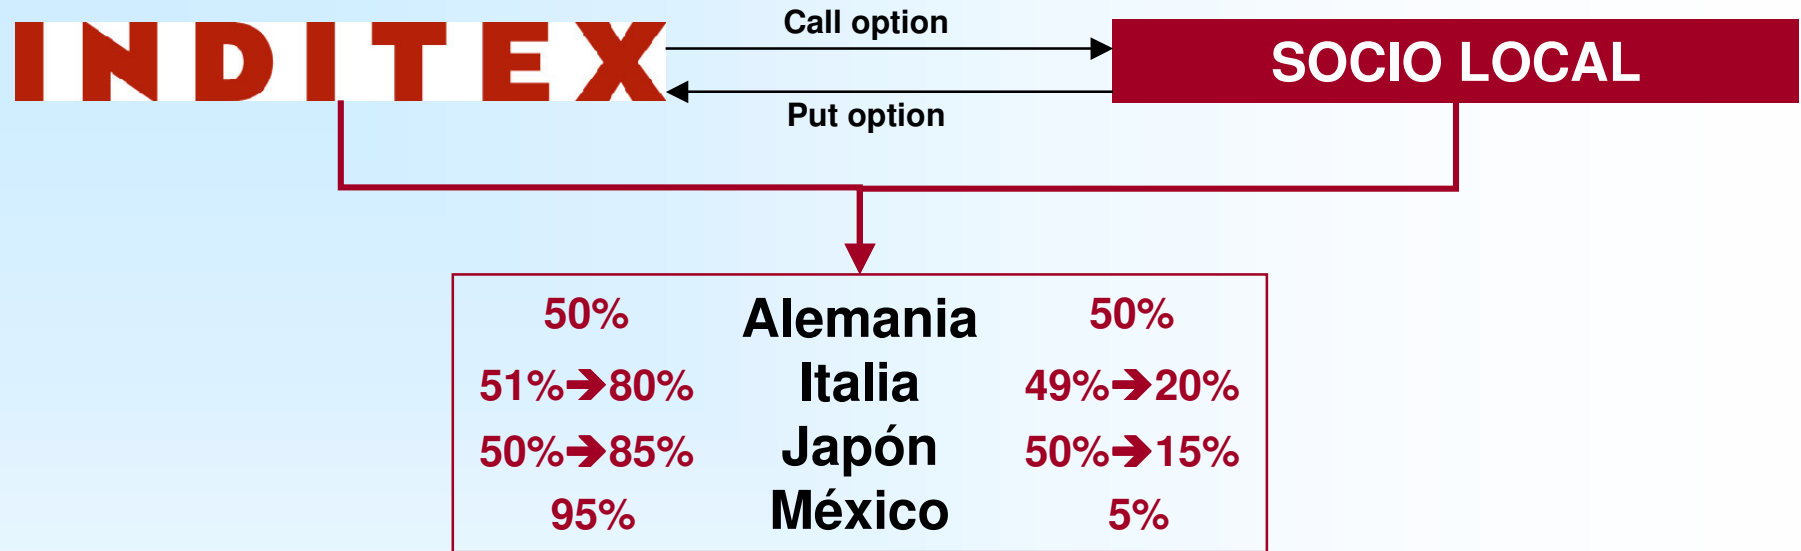 INDITEX
Call option
SOCIO LOCAL
Put option
50% Alemania 50%
51%➔80% Italia 49%➔20%
50%➔85% Japón 50%➔15%
95% México 5%